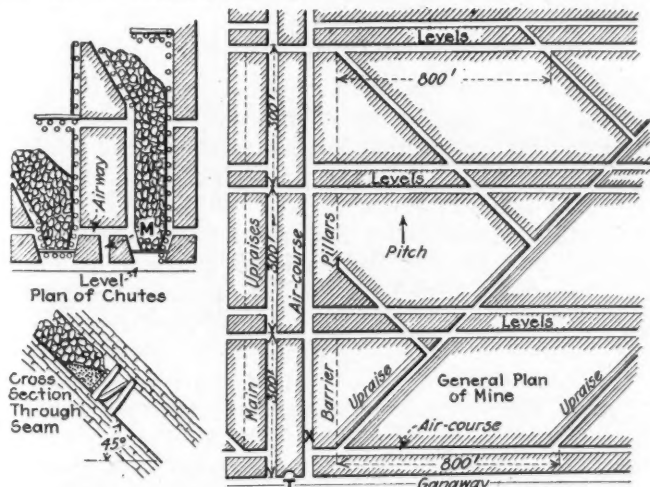 Airway
M
Level
Plan of Chutes
Cross
Section
Through
Seam
45°
Levels
800'
300'
Levels
Upraises
300'
Air-course
Pillars
Pitch
Levels
Main
300'
Barrier
Upraise
General Plan
of Mine
Upraise
Air-course
X
800'
T
Gangway